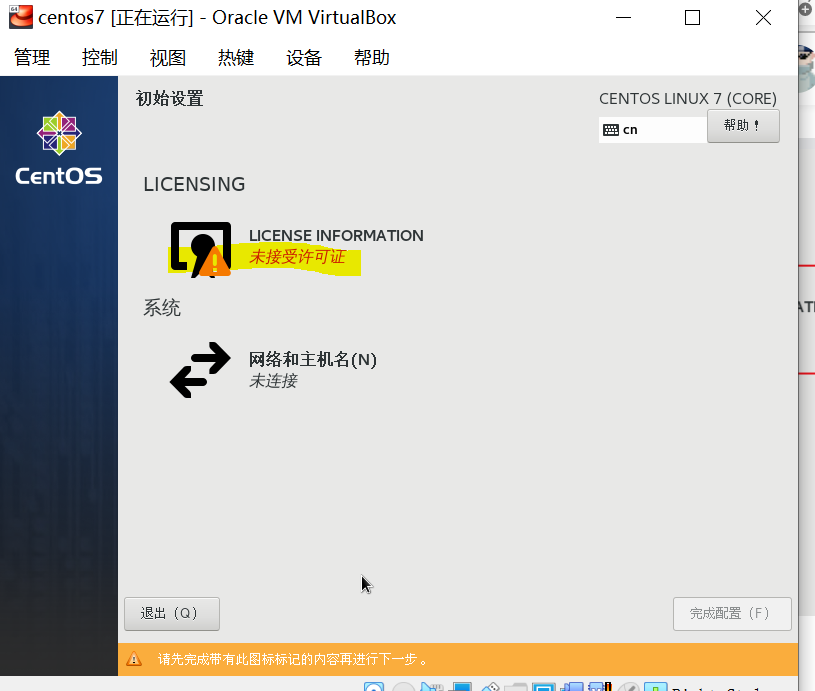 centos7 [正在运行] - Oracle VM VirtualBox
管理 控制 视图 热键 设备 帮助
CentOS
初始设置
CENTOS LINUX 7 (CORE)
cn
帮助！
LICENSING
LICENSE INFORMATION
未接受许可证
系统
网络和主机名(N)
未连接
退出（Q）
完成配置（F）
请先完成带有此图标标记的内容再进行下一步。